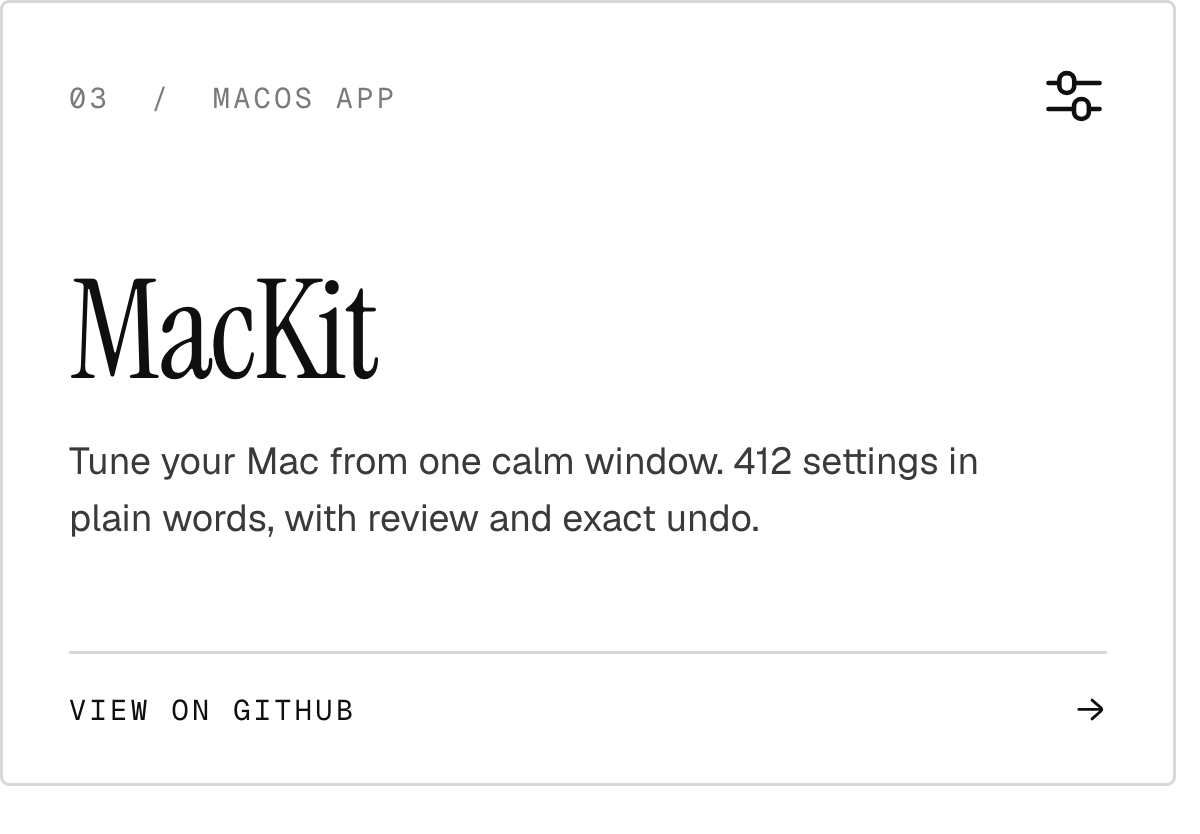 03 / MACOS APP
MacKit
Tune your Mac from one calm window. 412 settings in
plain words, with review and exact undo.
VIEW ON GITHUB →